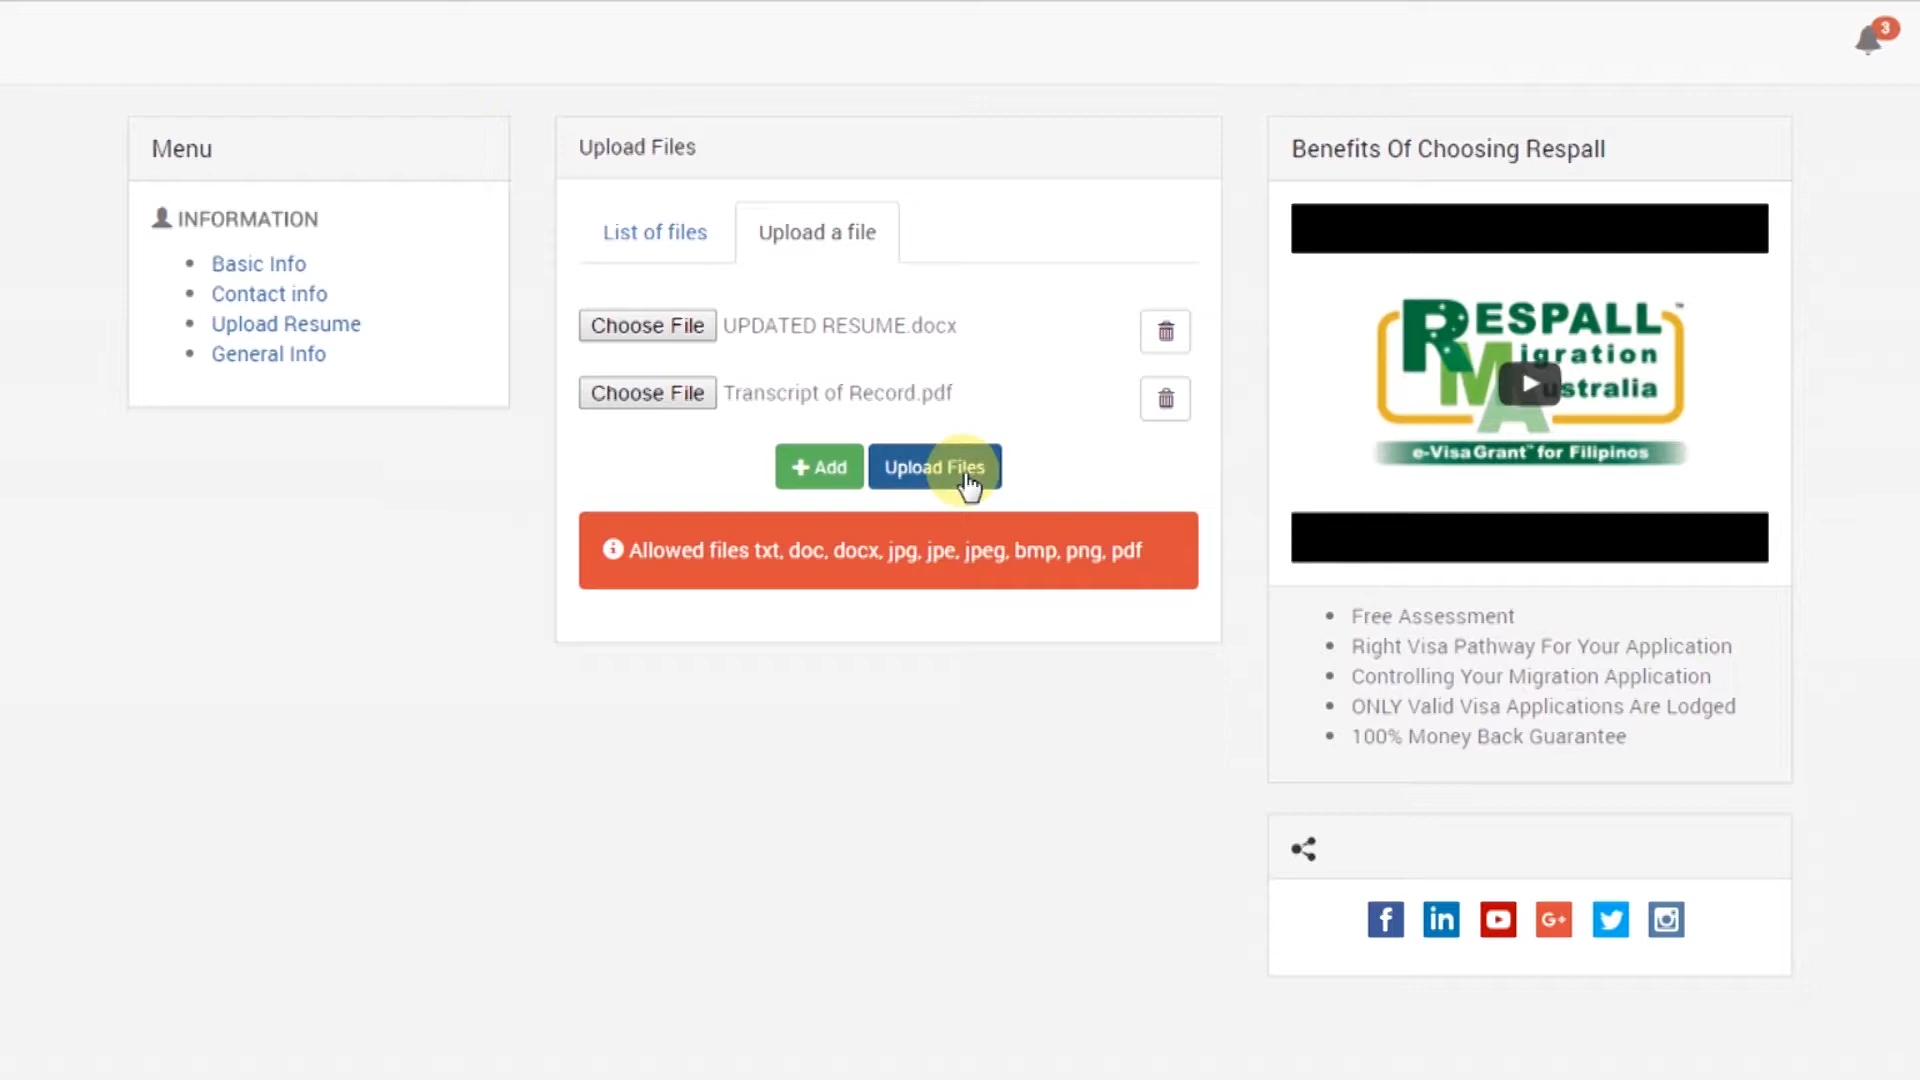 3
Menu
INFORMATION
Basic Info
Contact info
Upload Resume
General Info
Upload Files
List of files
Upload a file
Choose File UPDATED RESUME.docx
Choose File Transcript of Record.pdf
Add
Upload Files
Allowed files txt, doc, docx, jpg, jpe, jpeg, bmp, png, pdf
Benefits Of Choosing Respall
RESPALL™
Migration
Australia
e-VisaGrant™ for Filipinos
Free Assessment
Right Visa Pathway For Your Application
Controlling Your Migration Application
ONLY Valid Visa Applications Are Lodged
100% Money Back Guarantee
f in G+